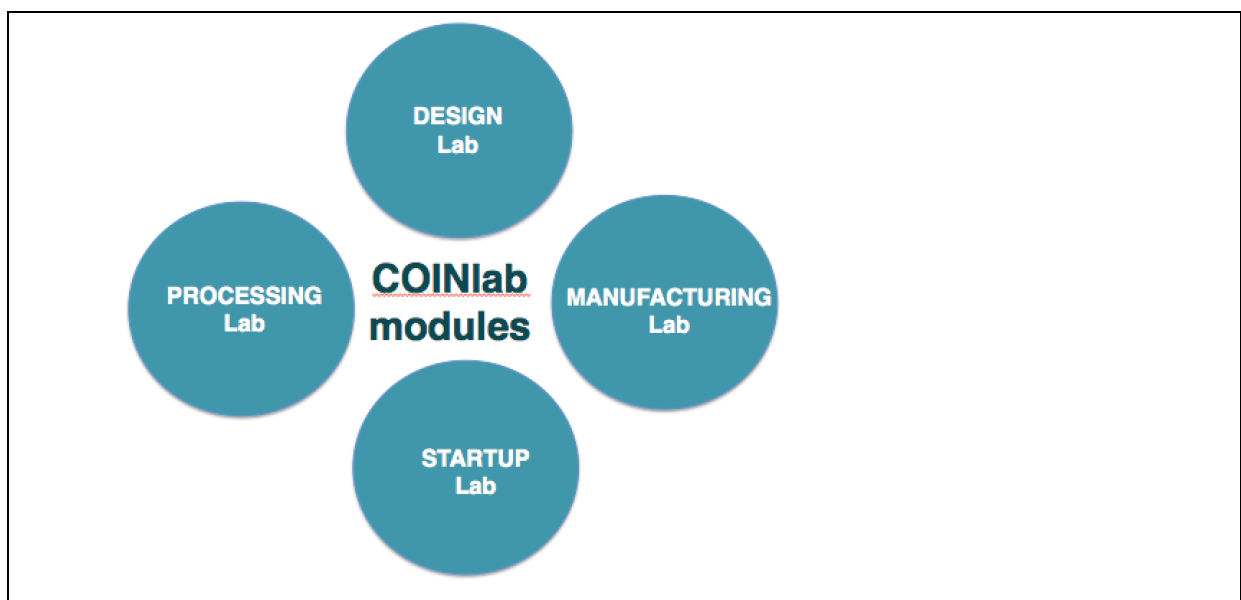 DESIGN
Lab
PROCESSING
Lab
COINlab
modules
MANUFACTURING
Lab
STARTUP
Lab